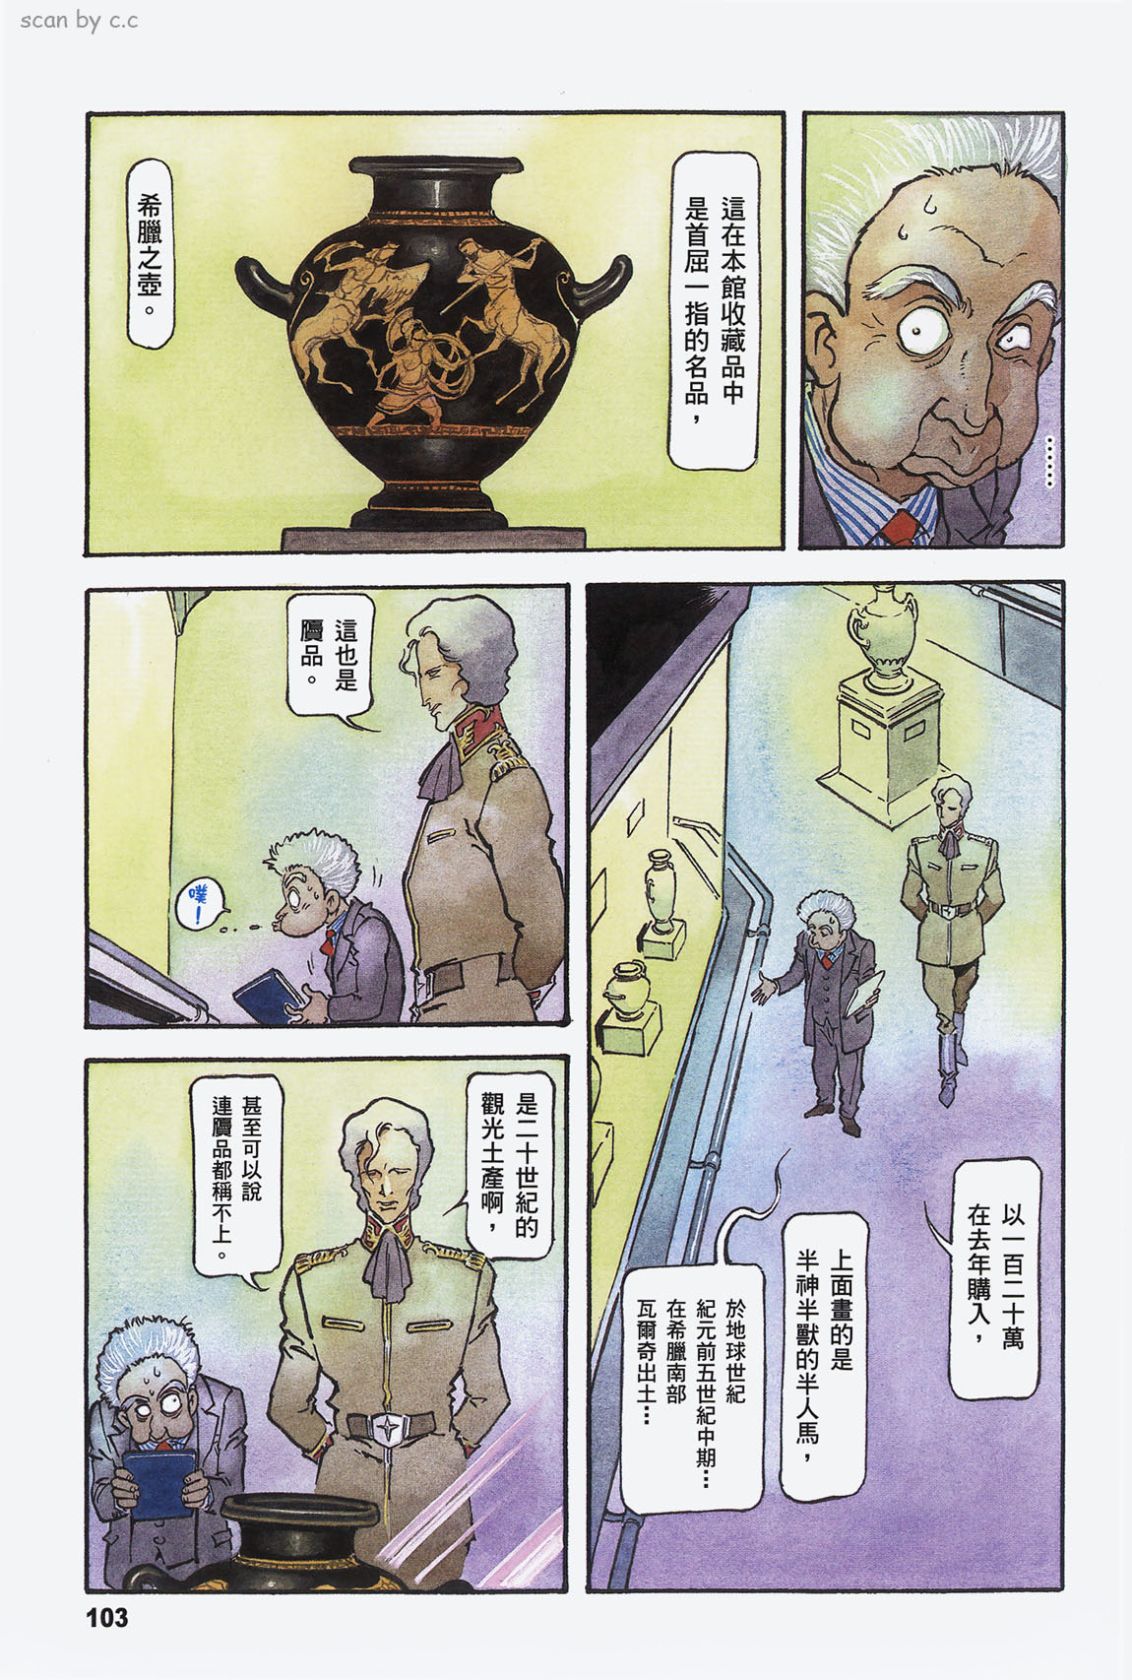 scan by c.c
……
這在本館收藏品中
是首屈一指的名品，
希臘之壺。
以一百二十萬
在去年購入，
上面畫的是
半神半獸的半人馬，
於地球世紀
紀元前五世紀中期…
在希臘南部
瓦爾奇出土…
這也是
贋品。
噗！
是二十世紀的
觀光土產啊，
甚至可以說
連贋品都稱不上。
103